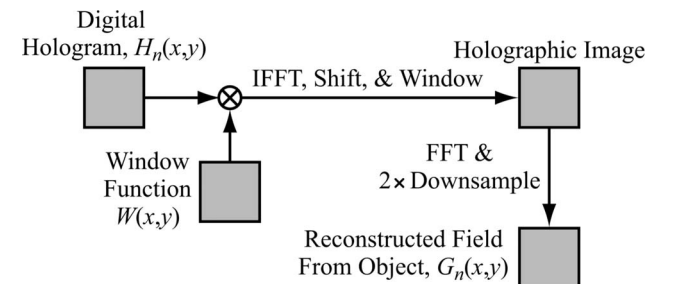 Digital
Hologram, Hn(x,y)
Holographic Image
IFFT, Shift, & Window
Window
Function
W(x,y)
FFT &
2× Downsample
Reconstructed Field
From Object, Gn(x,y)